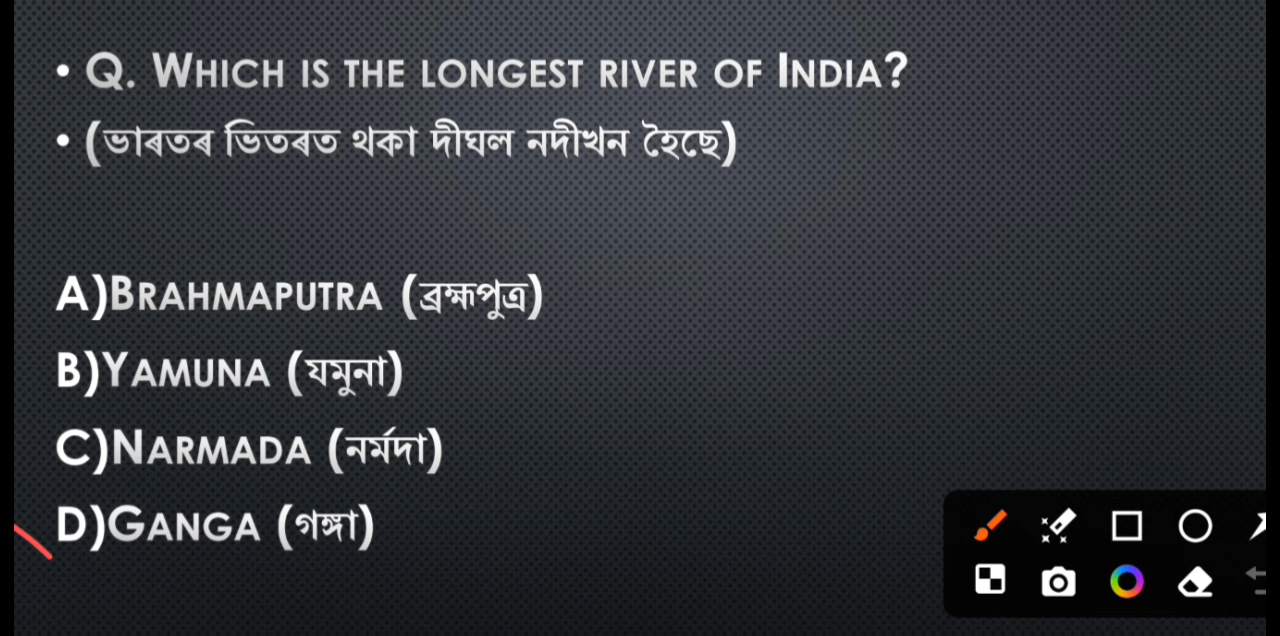 • Q. WHICH IS THE LONGEST RIVER OF INDIA?
• (ভাৰতৰ ভিতৰত থকা দীঘল নদীখন হৈছে)
A)BRAHMAPUTRA (ব্ৰহ্মপুত্ৰ)
B)YAMUNA (যমুনা)
C)NARMADA (নৰ্মদা)
D)GANGA (গঙ্গা)